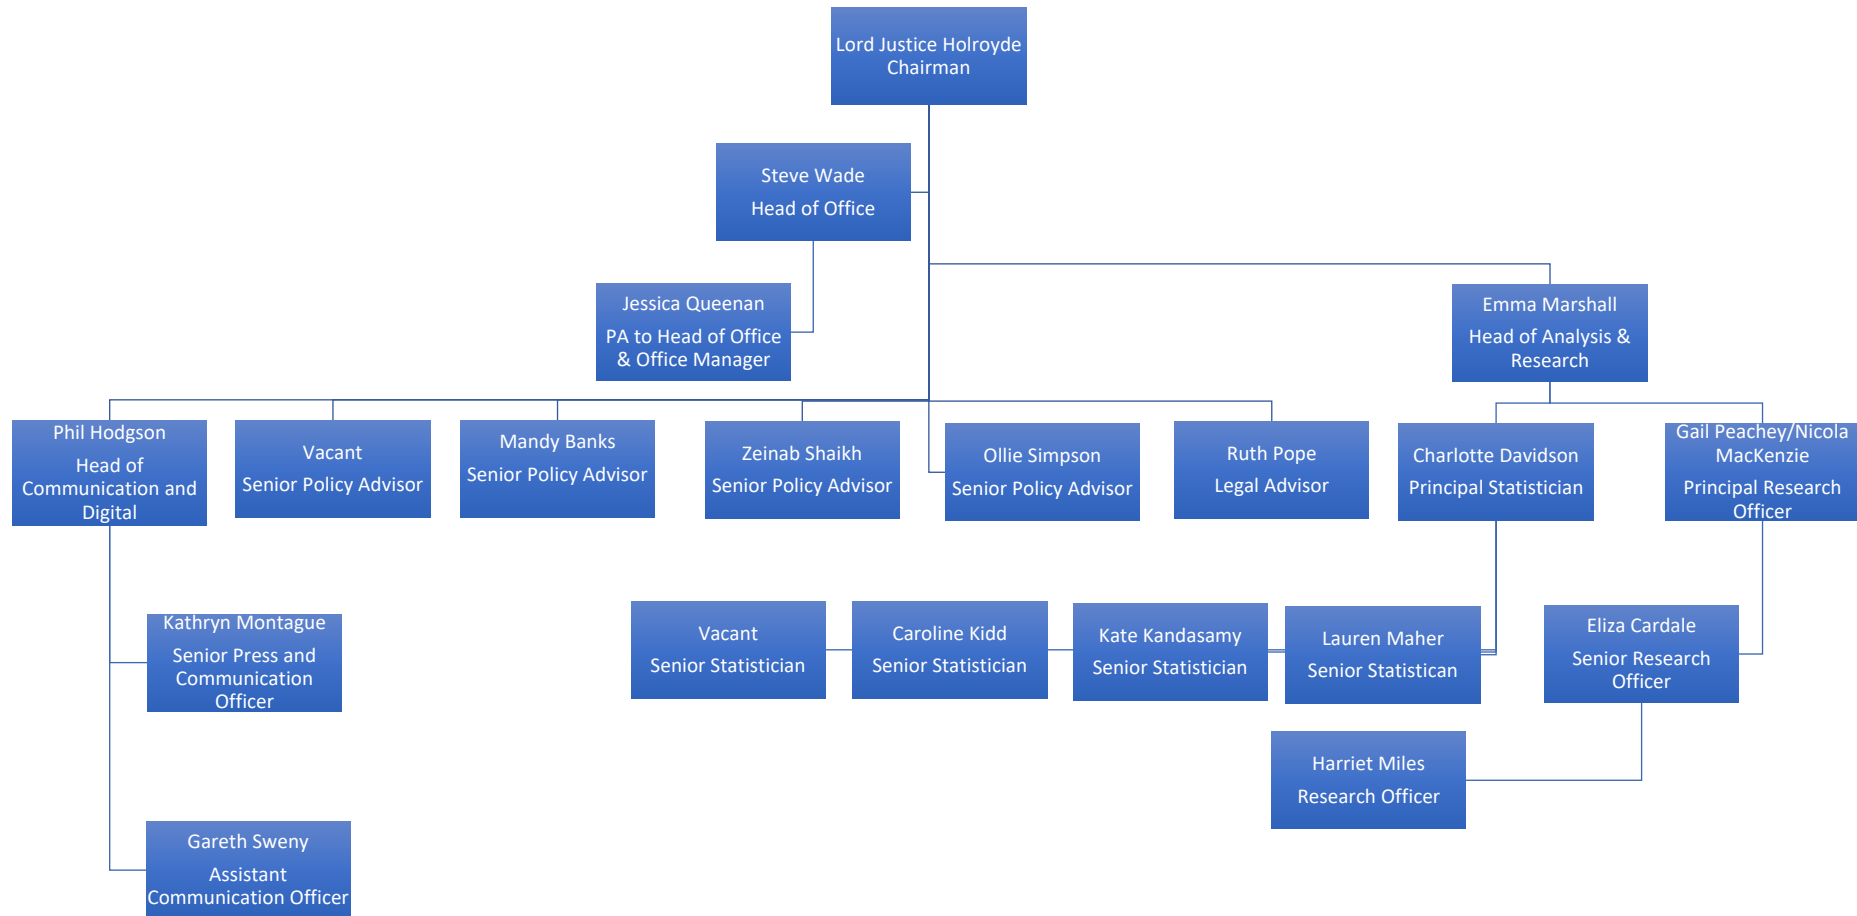 Lord Justice Holroyde
Chairman
Steve Wade
Head of Office
Jessica Queenan
PA to Head of Office
& Office Manager
Emma Marshall
Head of Analysis &
Research
Phil Hodgson
Head of
Communication and
Digital
Vacant
Senior Policy Advisor
Mandy Banks
Senior Policy Advisor
Zeinab Shaikh
Senior Policy Advisor
Ollie Simpson
Senior Policy Advisor
Ruth Pope
Legal Advisor
Charlotte Davidson
Principal Statistician
Gail Peachey/Nicola
MacKenzie
Principal Research
Officer
Kathryn Montague
Senior Press and
Communication
Officer
Vacant
Senior Statistician
Caroline Kidd
Senior Statistician
Kate Kandasamy
Senior Statistician
Lauren Maher
Senior Statistican
Eliza Cardale
Senior Research
Officer
Harriet Miles
Research Officer
Gareth Sweny
Assistant
Communication Officer